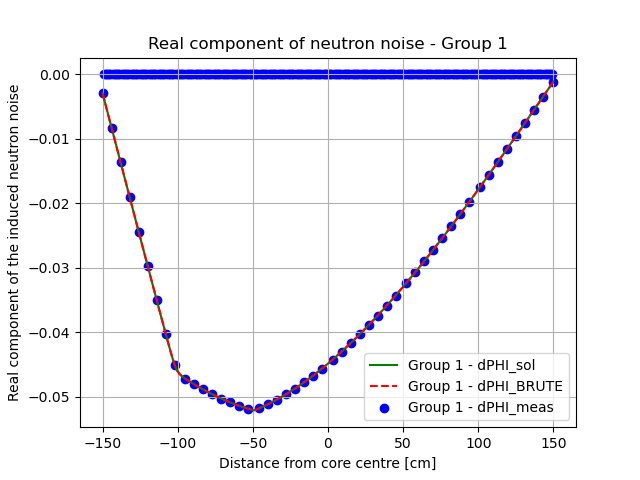 Real component of neutron noise - Group 1
Real component of the induced neutron noise
0.00
−0.01
−0.02
−0.03
−0.04
−0.05
−150
−100
−50
0
50
100
150
Distance from core centre [cm]
Group 1 - dPHI_sol
Group 1 - dPHI_BRUTE
Group 1 - dPHI_meas